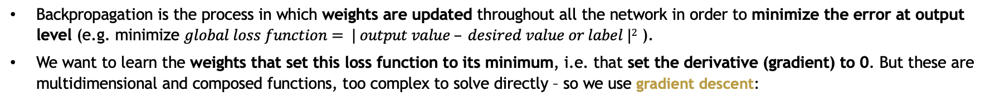 • Backpropagation is the process in which weights are updated throughout all the network in order to minimize the error at output
level (e.g. minimize global loss function = | output value – desired value or label |² ).
• We want to learn the weights that set this loss function to its minimum, i.e. that set the derivative (gradient) to 0. But these are
multidimensional and composed functions, too complex to solve directly – so we use gradient descent: